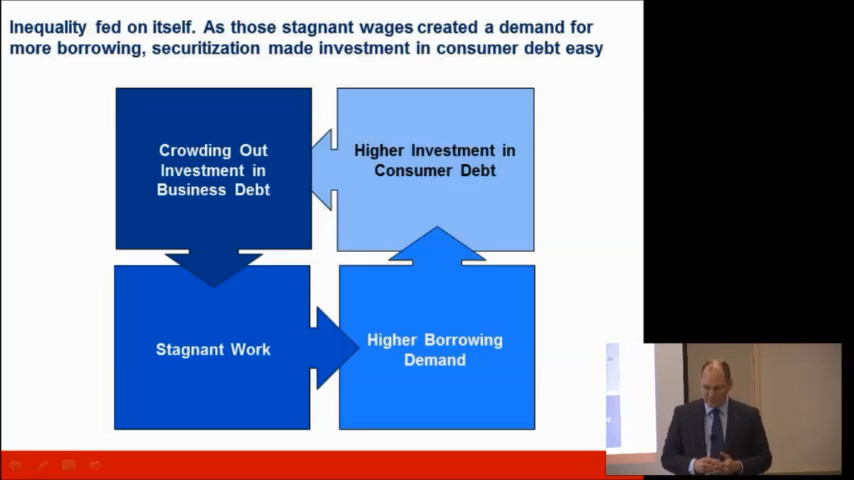 Inequality fed on itself. As those stagnant wages created a demand for
more borrowing, securitization made investment in consumer debt easy
Crowding Out
Investment in
Business Debt
Higher Investment in
Consumer Debt
Stagnant Work
Higher Borrowing
Demand